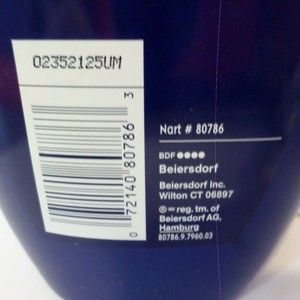 02352125UM
0 72140 80786 3
Nart # 80786
BDF ●●●●
Beiersdorf
Beiersdorf Inc.
Wilton CT 06897
®=reg. tm. of
Beiersdorf AG,
Hamburg
80786.9.7960.03